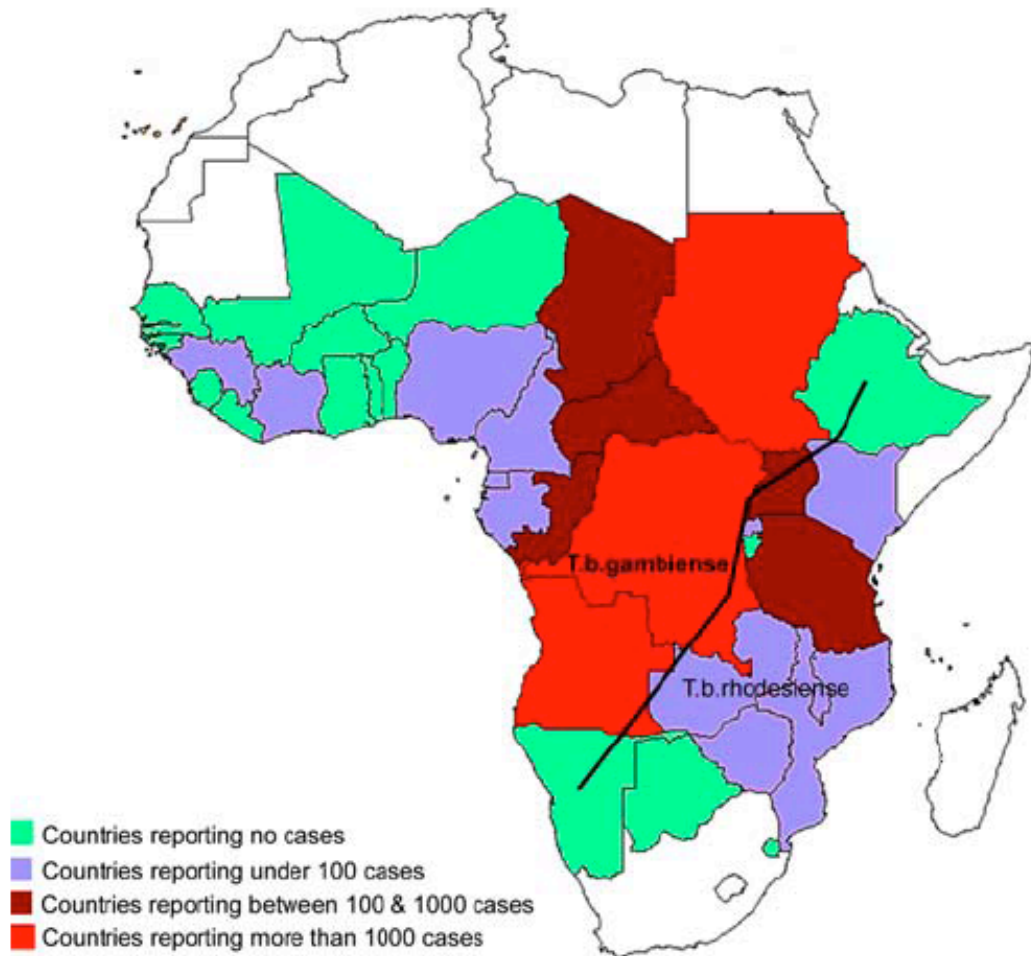 T.b.gambiense
T.b.rhodesiense
Countries reporting no cases
Countries reporting under 100 cases
Countries reporting between 100 & 1000 cases
Countries reporting more than 1000 cases